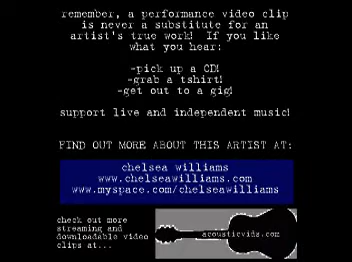 remember, a performance video clip
is never a substitute for an
artist's true work!  If you like
what you hear:
-pick up a CD!
-grab a tshirt!
-get out to a gig!
support live and independent music!
FIND OUT MORE ABOUT THIS ARTIST AT:
chelsea williams
www.chelseawilliams.com
www.myspace.com/chelseawilliams
check out more
streaming and
downloadable video
clips at...
acousticvids.com